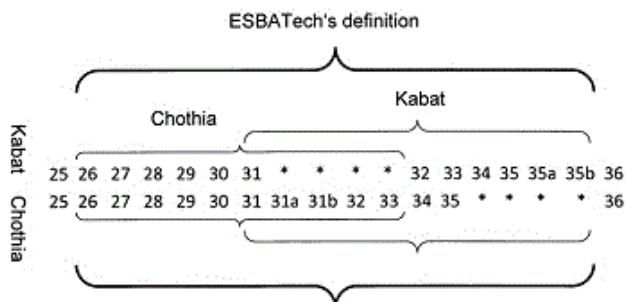 ESBATech's definition
Kabat
Chothia
Kabat
25 26 27 28 29 30 31 * * * * 32 33 34 35 35a 35b 36
Chothia
25 26 27 28 29 30 31 31a 31b 32 33 34 35 * * * * 36